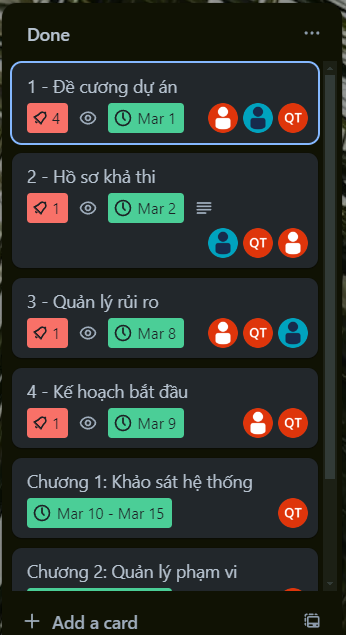 Done
1 - Đề cương dự án
4 Mar 1 QT
2 - Hồ sơ khả thi
1 Mar 2
QT
3 - Quản lý rủi ro
1 Mar 8 QT
4 - Kế hoạch bắt đầu
1 Mar 9 QT
Chương 1: Khảo sát hệ thống
Mar 10 - Mar 15 QT
Chương 2: Quản lý phạm vi
Add a card